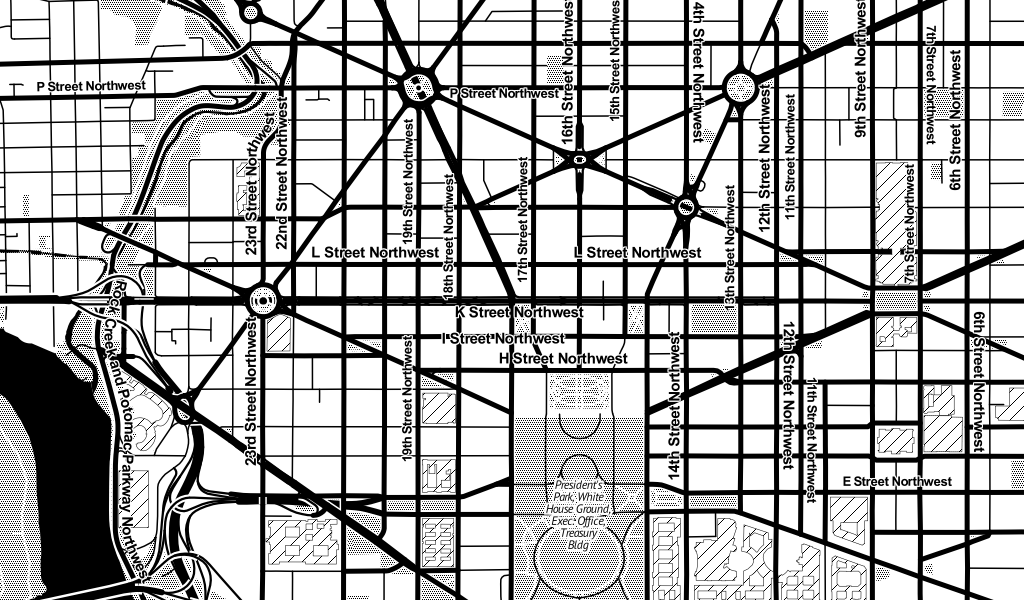 P Street Northwest
P Street Northwest
16th Street Northwest
15th Street Northwest
4th Street Northwest
9th Street Northwest
7th Street Northwest
6th Street Northwest
23rd Street Northwest
22nd Street Northwest
19th Street Northwest
18th Street Northwest
17th Street Northwest
13th Street Northwest
12th Street Northwest
11th Street Northwest
7th Street Northwest
L Street Northwest
L Street Northwest
K Street Northwest
I Street Northwest
H Street Northwest
Rock Creek and Potomac Parkway Northwest
23rd Street Northwest
19th Street Northwest
14th Street Northwest
12th Street Northwest
11th Street Northwest
6th Street Northwest
E Street Northwest
President's
Park, White
House Ground,
Exec. Office,
Treasury
Bldg